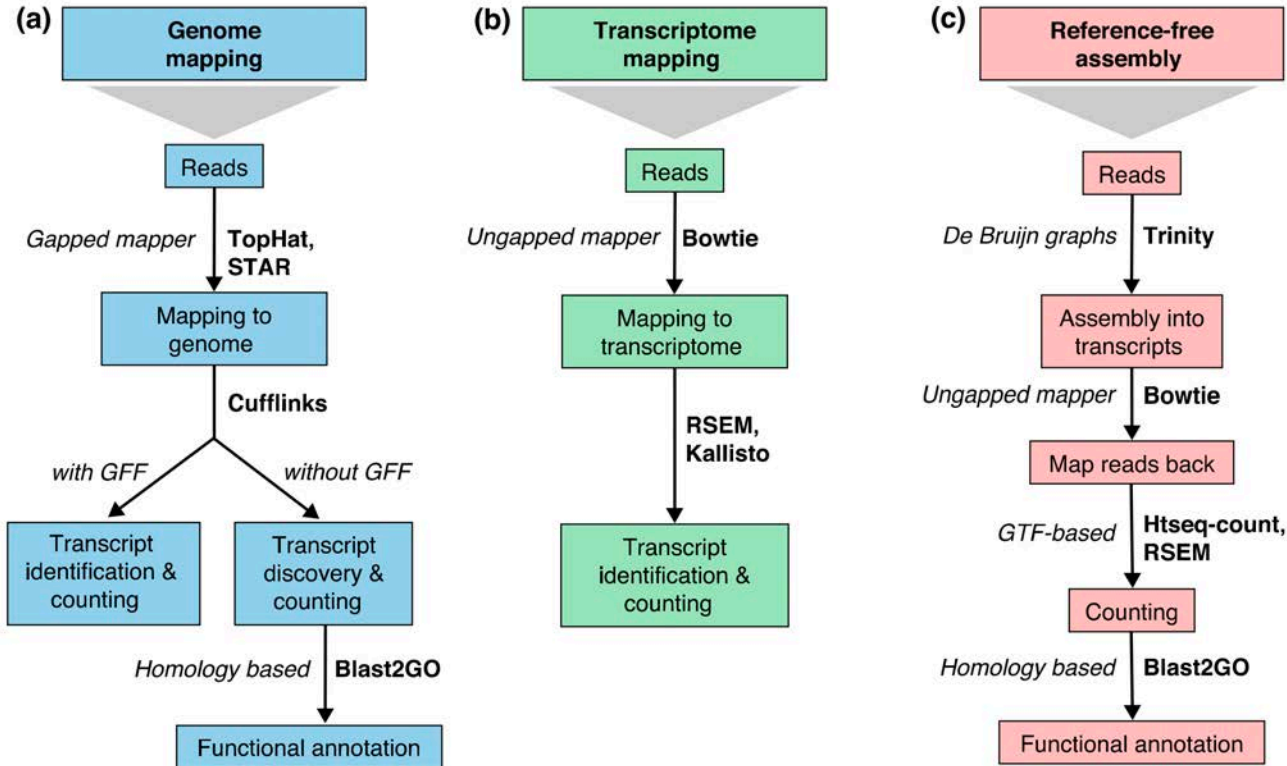 (a)
Genome
mapping
Reads
Gapped mapper
TopHat,
STAR
Mapping to
genome
Cufflinks
with GFF
without GFF
Transcript
identification &
counting
Transcript
discovery &
counting
Homology based
Blast2GO
Functional annotation
(b)
Transcriptome
mapping
Reads
Ungapped mapper
Bowtie
Mapping to
transcriptome
RSEM,
Kallisto
Transcript
identification &
counting
(c)
Reference-free
assembly
Reads
De Bruijn graphs
Trinity
Assembly into
transcripts
Ungapped mapper
Bowtie
Map reads back
GTF-based
Htseq-count,
RSEM
Counting
Homology based
Blast2GO
Functional annotation